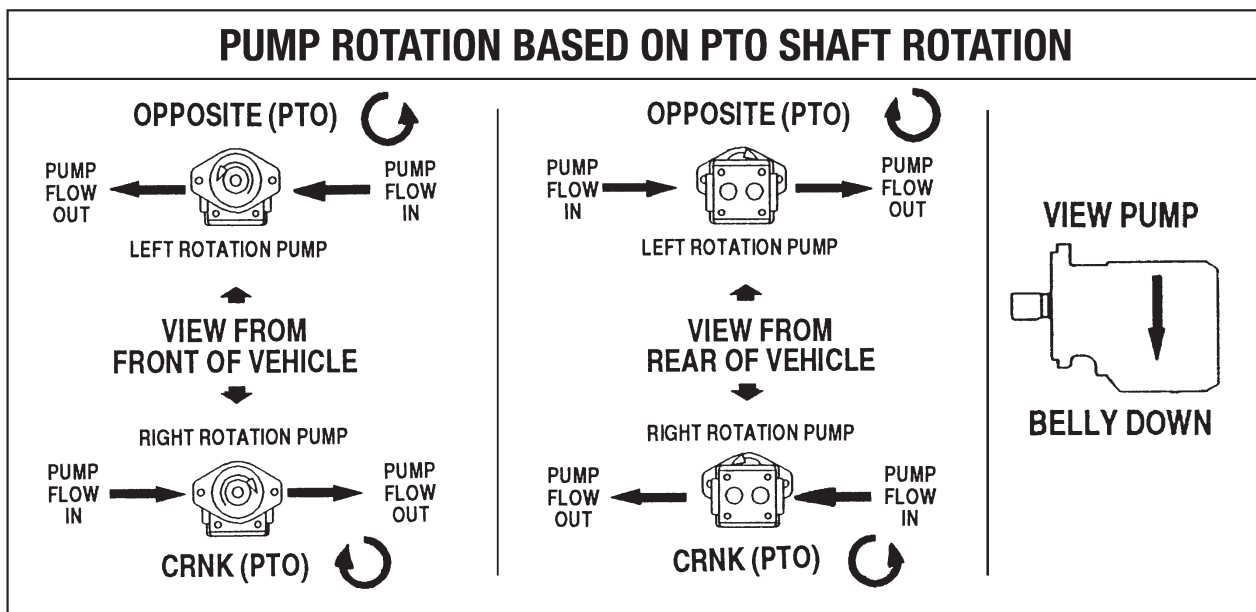 PUMP ROTATION BASED ON PTO SHAFT ROTATION
OPPOSITE (PTO)
PUMP
FLOW
OUT
PUMP
FLOW
IN
LEFT ROTATION PUMP
VIEW FROM
FRONT OF VEHICLE
RIGHT ROTATION PUMP
PUMP
FLOW
IN
PUMP
FLOW
OUT
CRNK (PTO)
OPPOSITE (PTO)
PUMP
FLOW
IN
PUMP
FLOW
OUT
LEFT ROTATION PUMP
VIEW FROM
REAR OF VEHICLE
RIGHT ROTATION PUMP
PUMP
FLOW
OUT
PUMP
FLOW
IN
CRNK (PTO)
VIEW PUMP
BELLY DOWN